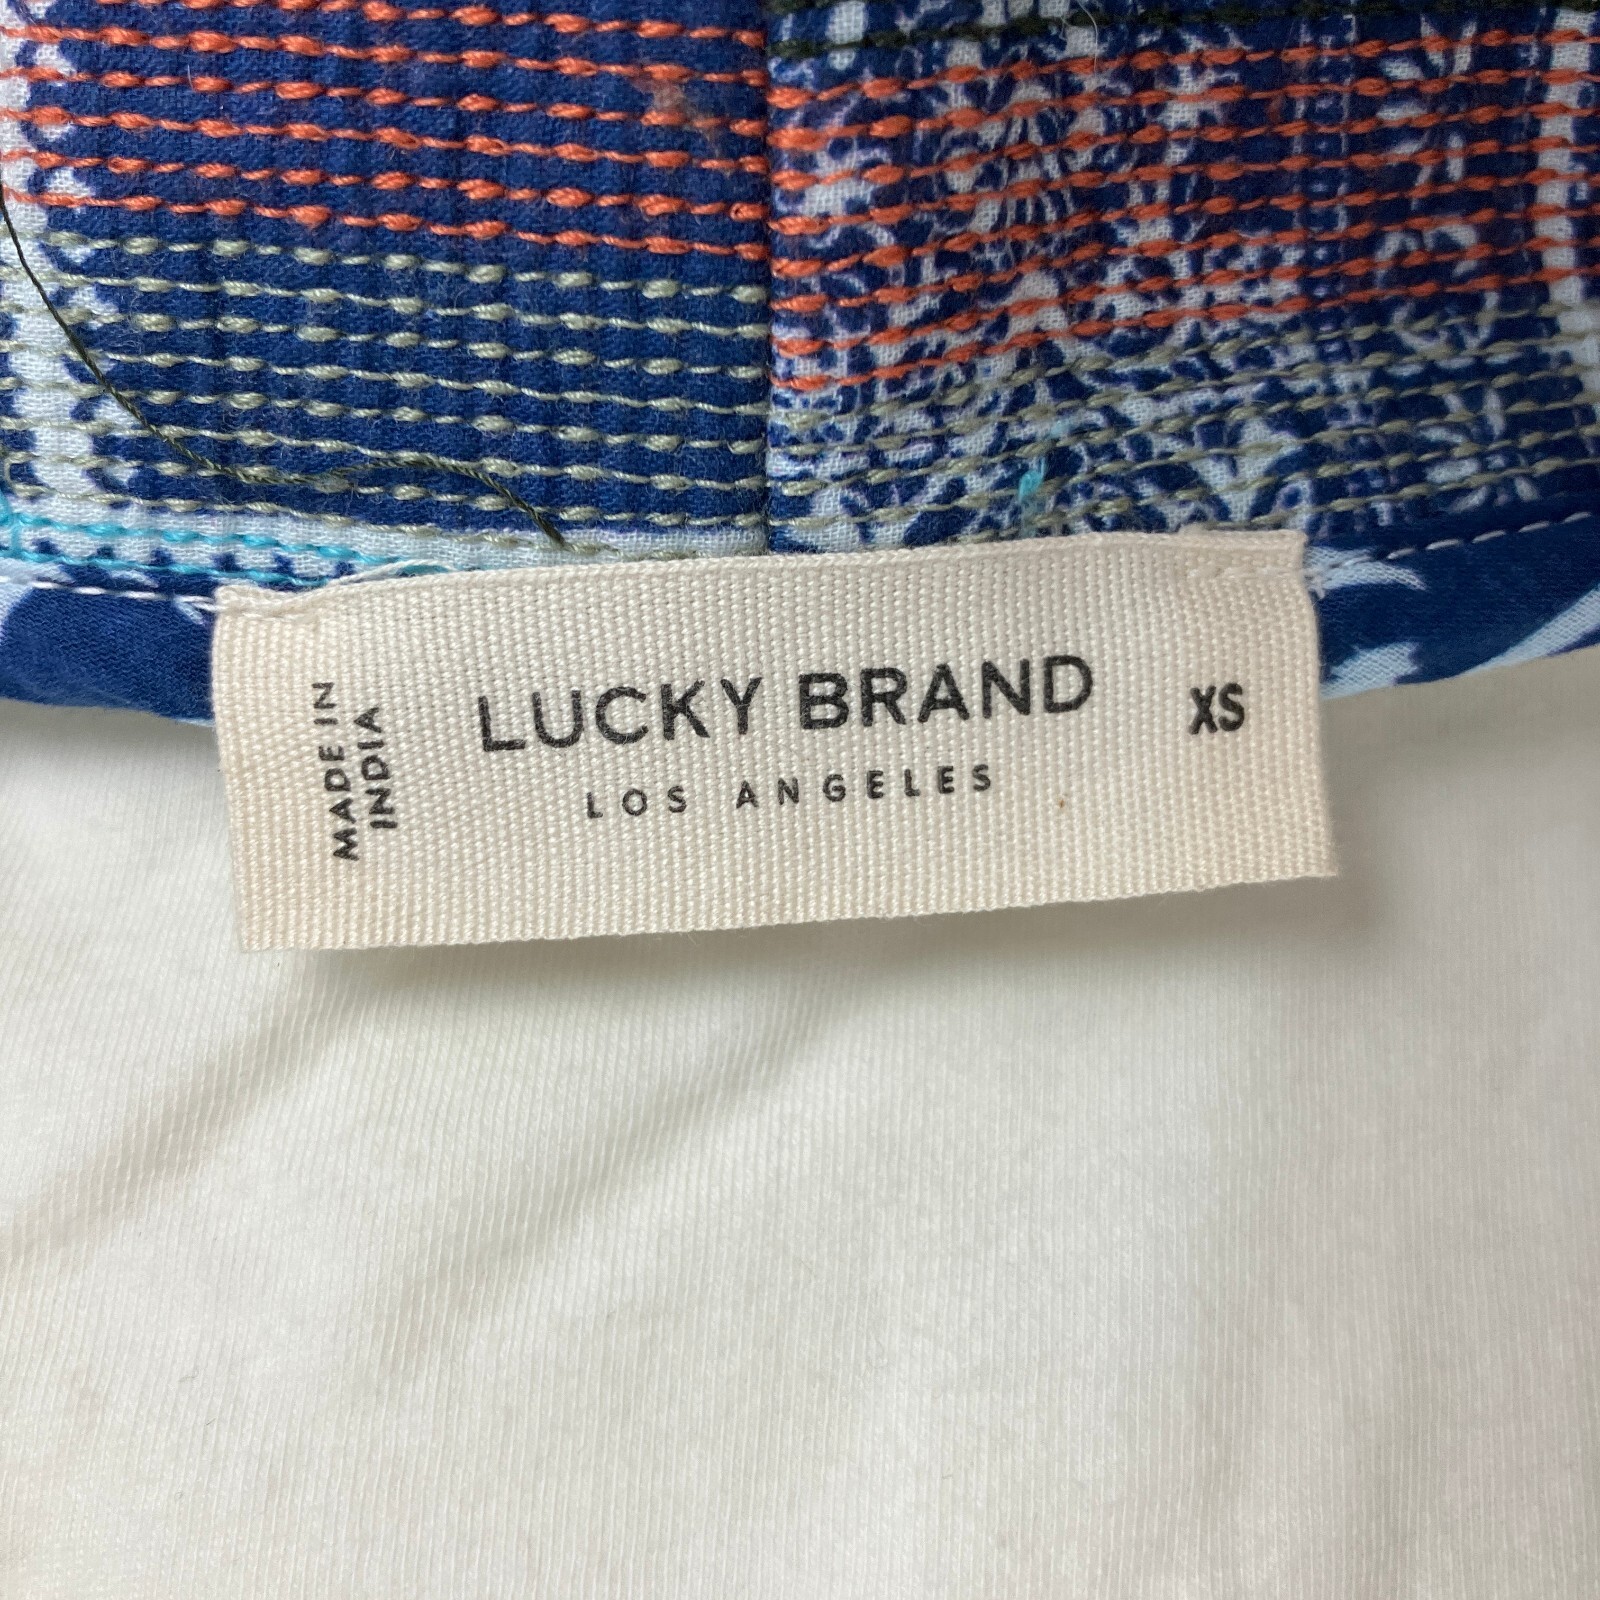 MADE IN
INDIA
LUCKY BRAND
LOS ANGELES
XS